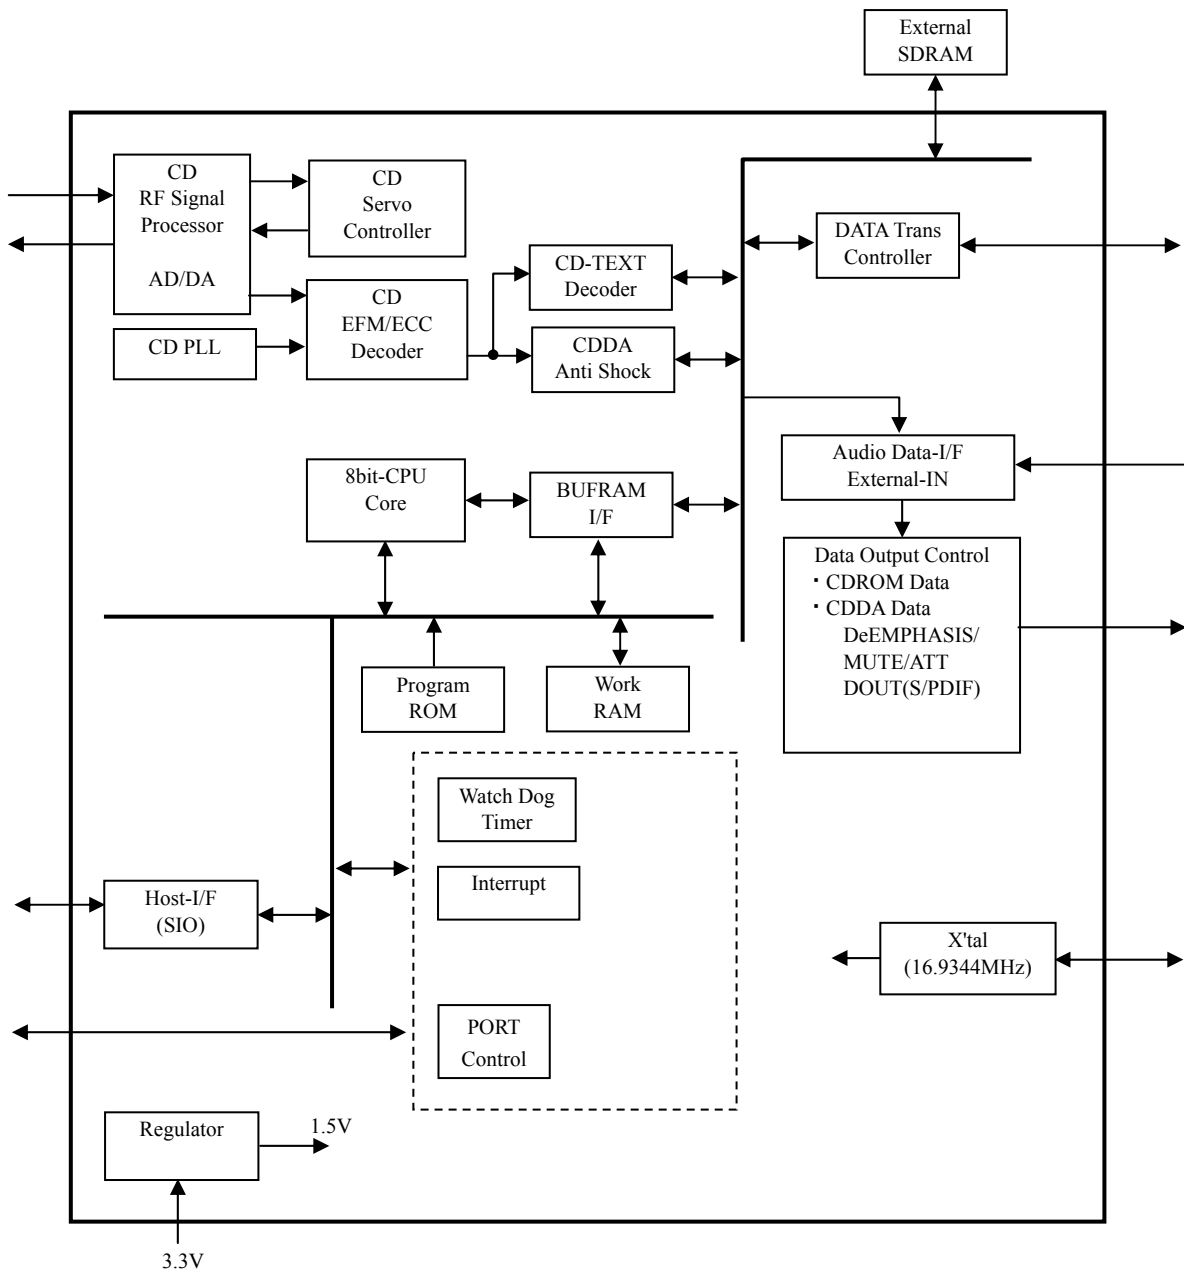 External
SDRAM
CD
RF Signal
Processor
AD/DA
CD
Servo
Controller
DATA Trans
Controller
CD-TEXT
Decoder
CD
EFM/ECC
Decoder
CD PLL
CDDA
Anti Shock
Audio Data-I/F
External-IN
8bit-CPU
Core
BUFRAM
I/F
Data Output Control
・CDROM Data
・CDDA Data
DeEMPHASIS/
MUTE/ATT
DOUT(S/PDIF)
Program
ROM
Work
RAM
Watch Dog
Timer
Interrupt
Host-I/F
(SIO)
X'tal
(16.9344MHz)
PORT
Control
Regulator
1.5V
3.3V